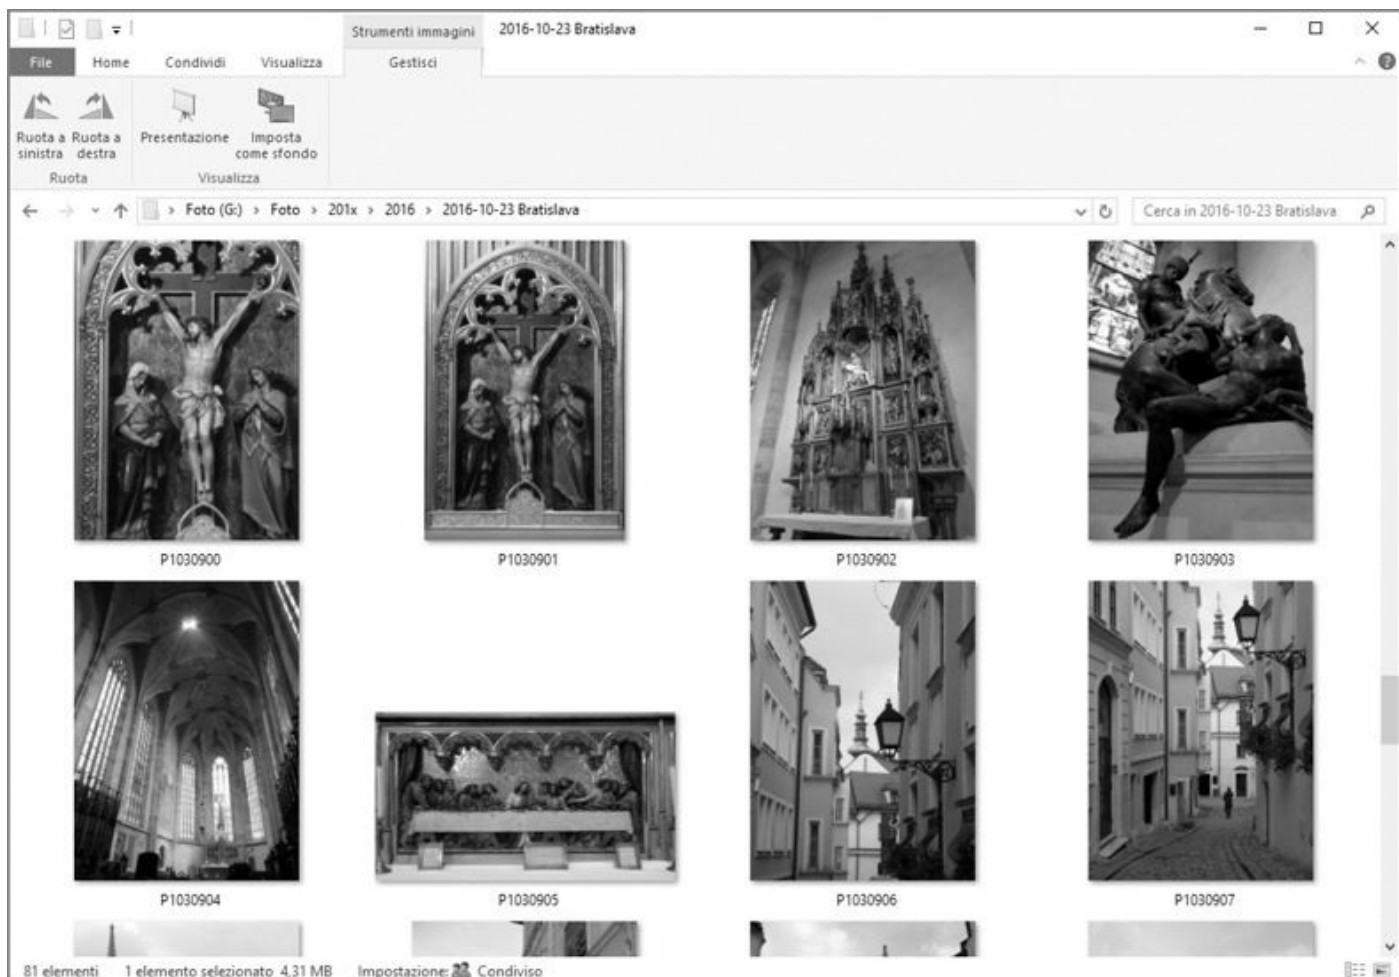 Strumenti immagini 2016-10-23 Bratislava
File Home Condividi Visualizza Gestisci
Ruota a sinistra
Ruota a destra
Presentazione
Imposta come sfondo
Ruota Visualizza
Foto (G:) > Foto > 201x > 2016 > 2016-10-23 Bratislava
Cerca in 2016-10-23 Bratislava
P1030900 P1030901 P1030902 P1030903
P1030904 P1030905 P1030906 P1030907
81 elementi 1 elemento selezionato 4,31 MB Impostazione: Condiviso